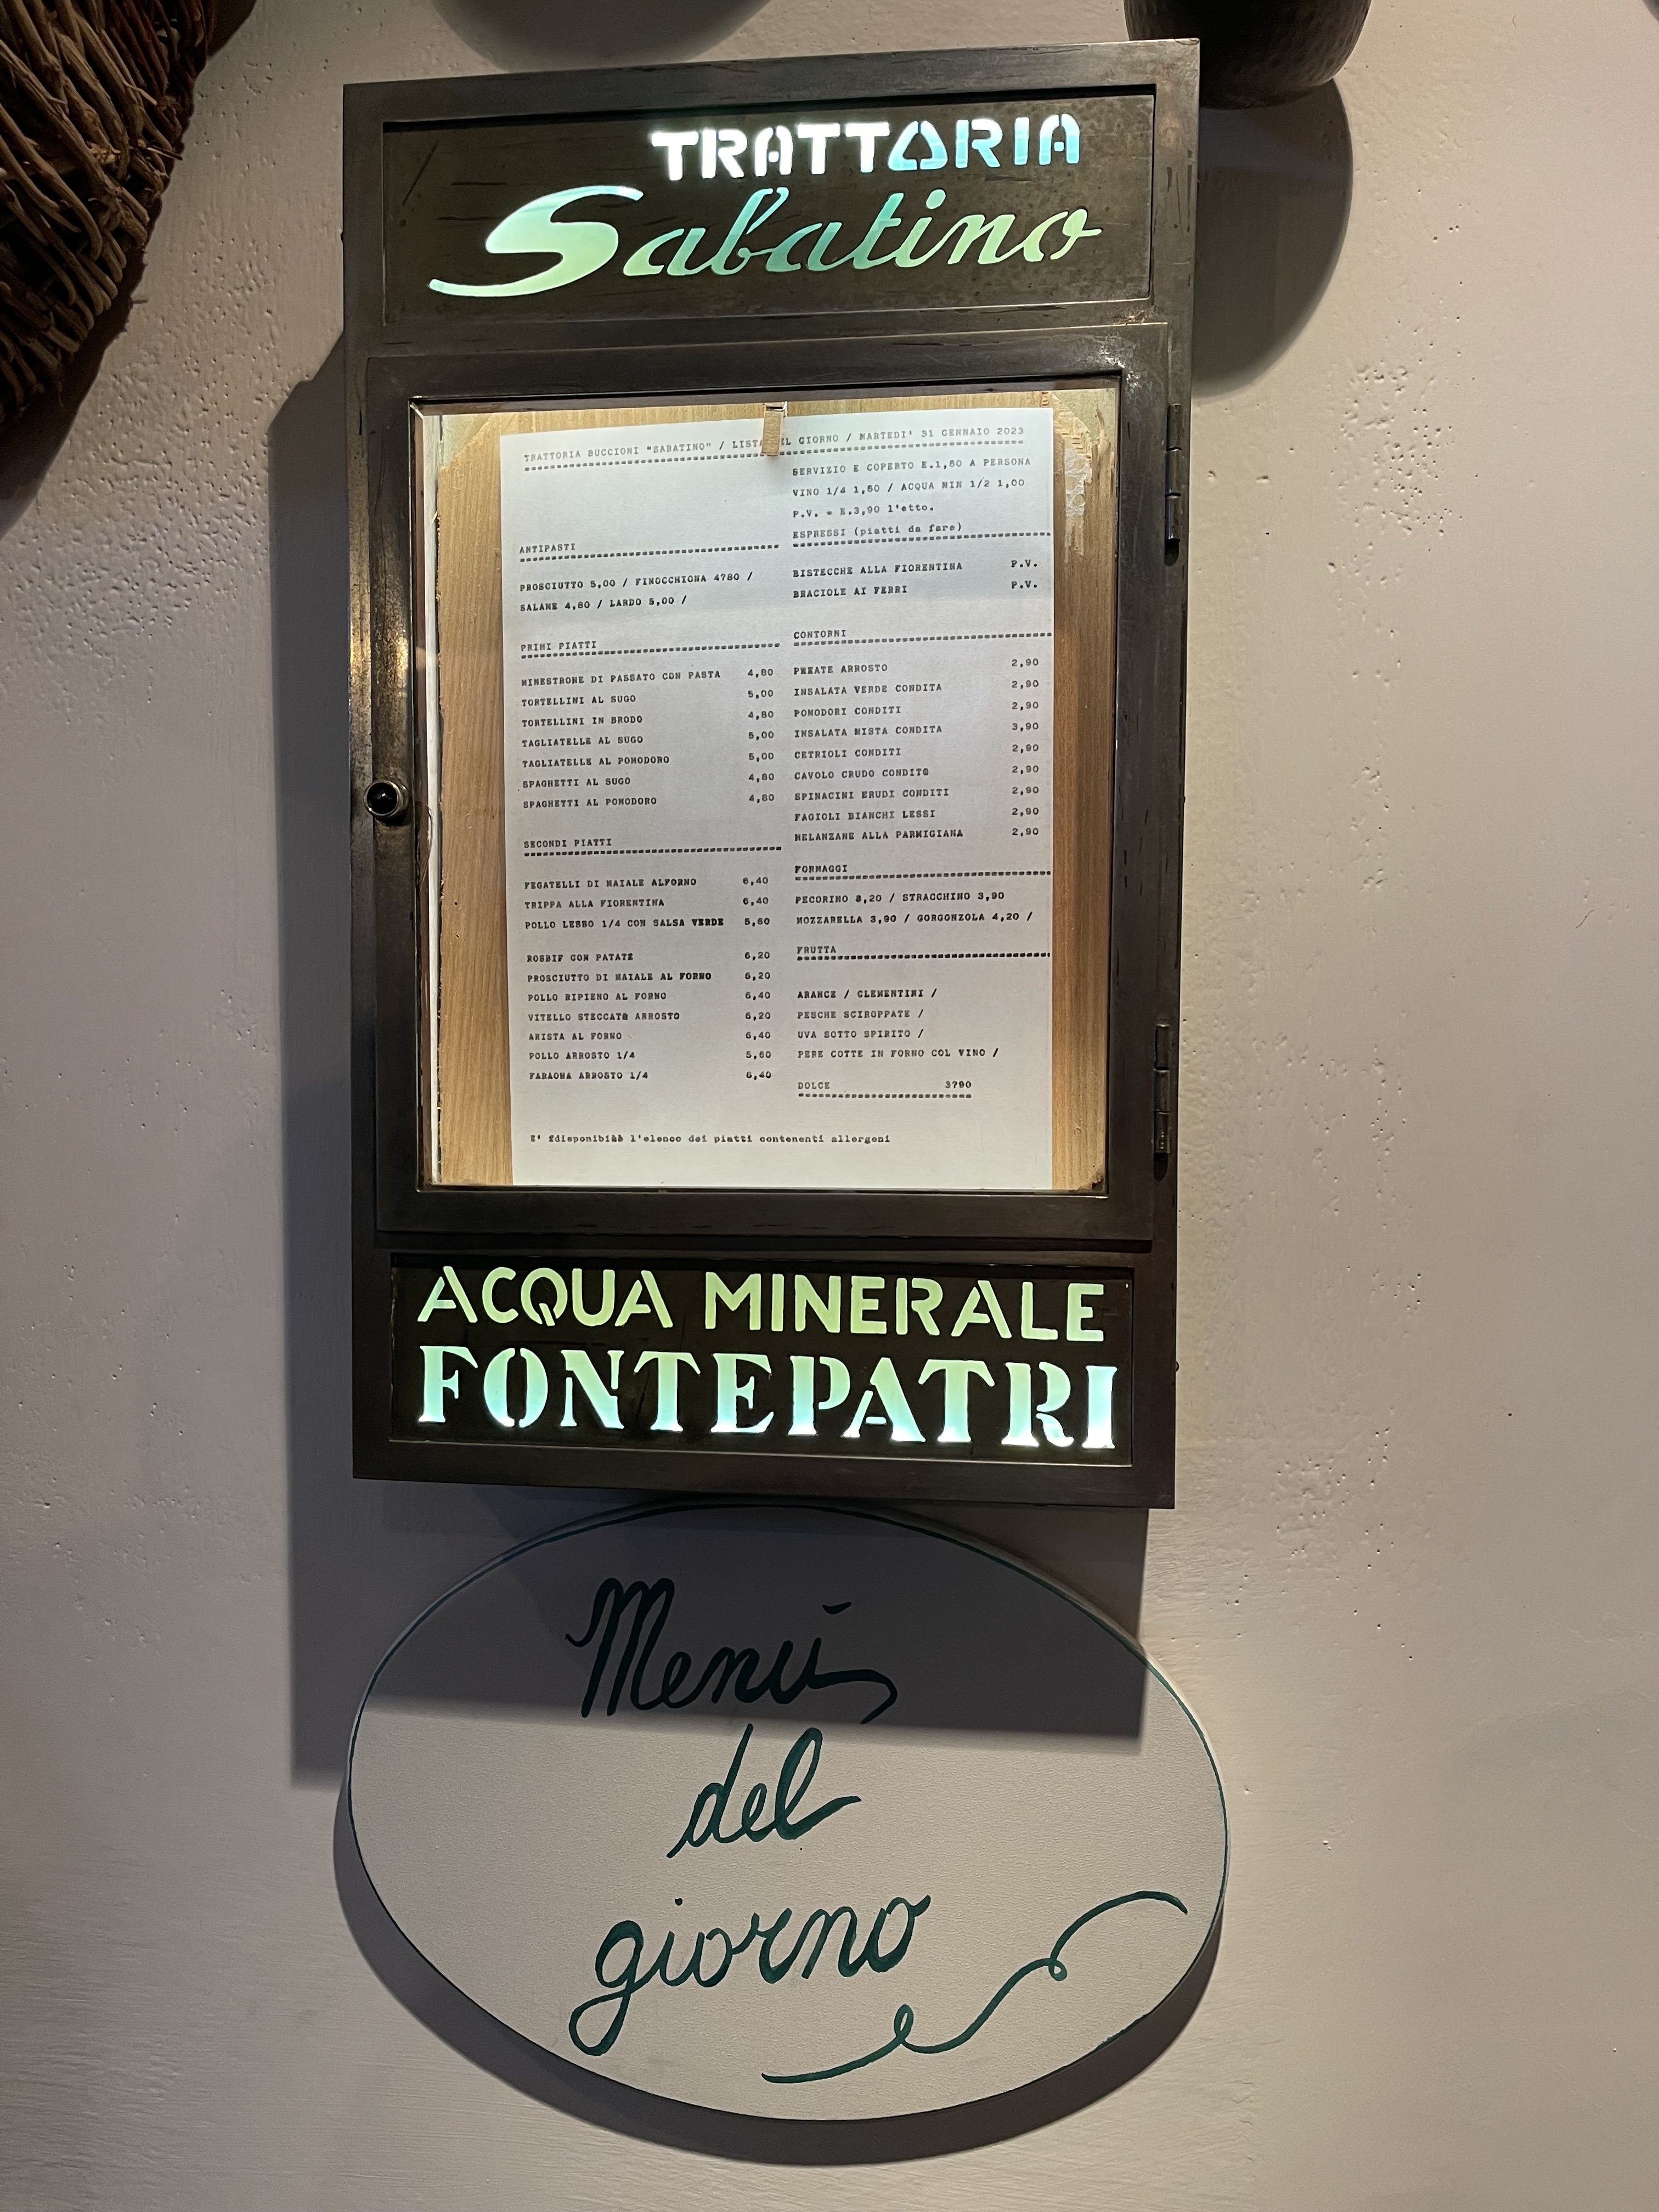 TRATTORIA
Sabatino
TRATTORIA BUCCIONI "SABATINO" / LISTA EL GIORNO / MARTEDI' 31 GENNAIO 2023
SERVIZIO E COPERTO E.1,80 A PERSONA
VINO 1/4 1,80 / ACQUA MIN 1/2 1,00
P.V. = E.3,90 l'etto.
ESPRESSI (piatti da fare)
BISTECCHE ALLA FIORENTINA P.V.
BRACIOLE AI FERRI P.V.
ANTIPASTI
PROSCIUTTO 5,00 / FINOCCHIONA 4?80 /
SALAME 4,80 / LARDO 5,00 /
PRIMI PIATTI
MINESTRONE DI PASSATO CON PASTA 4,80
TORTELLINI AL SUGO 5,00
TORTELLINI IN BRODO 4,80
TAGLIATELLE AL SUGO 5,00
TAGLIATELLE AL POMODORO 5,00
SPAGHETTI AL SUGO 4,80
SPAGHETTI AL POMODORO 4,80
SECONDI PIATTI
FEGATELLI DI MAIALE ALFORNO 6,40
TRIPPA ALLA FIORENTINA 6,40
POLLO LESSO 1/4 CON SALSA VERDE 5,60
ROSBIF CON PATATE 6,20
PROSCIUTTO DI MAIALE AL FORNO 6,20
POLLO RIPIENO AL FORNO 6,40
VITELLO STECCATO ARROSTO 6,20
ARISTA AL FORNO 6,40
POLLO ARROSTO 1/4 5,60
FARAONA ARROSTO 1/4 6,40
CONTORNI
ARROSTO 2,90
INSALATA VERDE CONDITA 2,90
POMODORI CONDITI 2,90
INSALATA MISTA CONDITA 3,90
CETRIOLI CONDITI 2,90
CAVOLO CRUDO CONDITO 2,90
SPINACINI ERUDI CONDITI 2,90
FAGIOLI BIANCHI LESSI 2,90
MELANZANE ALLA PARMIGIANA 2,90
FORMAGGI
PECORINO 3,20 / STRACCHINO 3,90
MOZZARELLA 3,90 / GORGONZOLA 4,20 /
FRUTTA
ARANCE / CLEMENTINI /
PESCHE SCIROPPATE /
UVA SOTTO SPIRITO /
PERE COTTE IN FORNO COL VINO /
DOLCE 3?90
E' l'elenco dei piatti contenenti allergeni
ACQUA MINERALE
FONTEPATRI
Menù
del
giorno